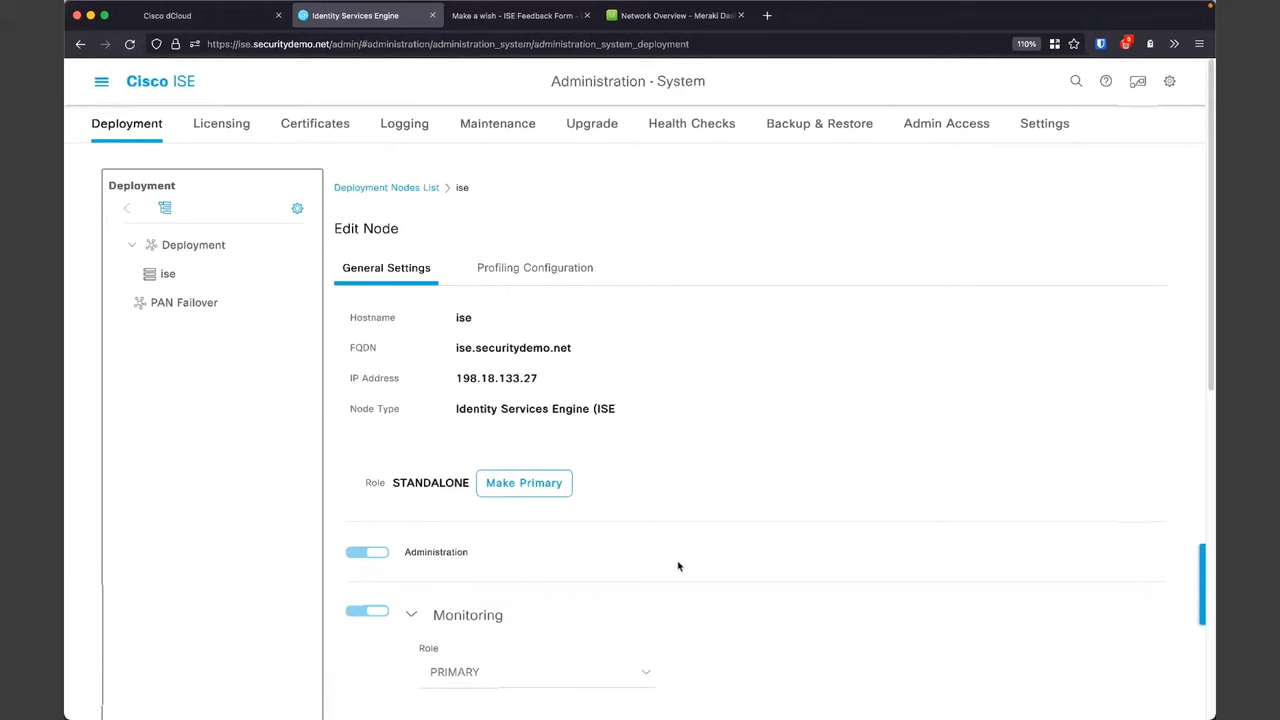 Cisco dCloud
Identity Services Engine
Make a wish - ISE Feedback Form -
Network Overview - Meraki Das
https://ise.securitydemo.net/admin/#administration/administration_system/administration_system_deployment
110%
Cisco ISE
Administration · System
Deployment
Licensing
Certificates
Logging
Maintenance
Upgrade
Health Checks
Backup & Restore
Admin Access
Settings
Deployment
Deployment
ise
PAN Failover
Deployment Nodes List > ise
Edit Node
General Settings
Profiling Configuration
Hostname ise
FQDN ise.securitydemo.net
IP Address 198.18.133.27
Node Type Identity Services Engine (ISE
Role STANDALONE Make Primary
Administration
Monitoring
Role
PRIMARY